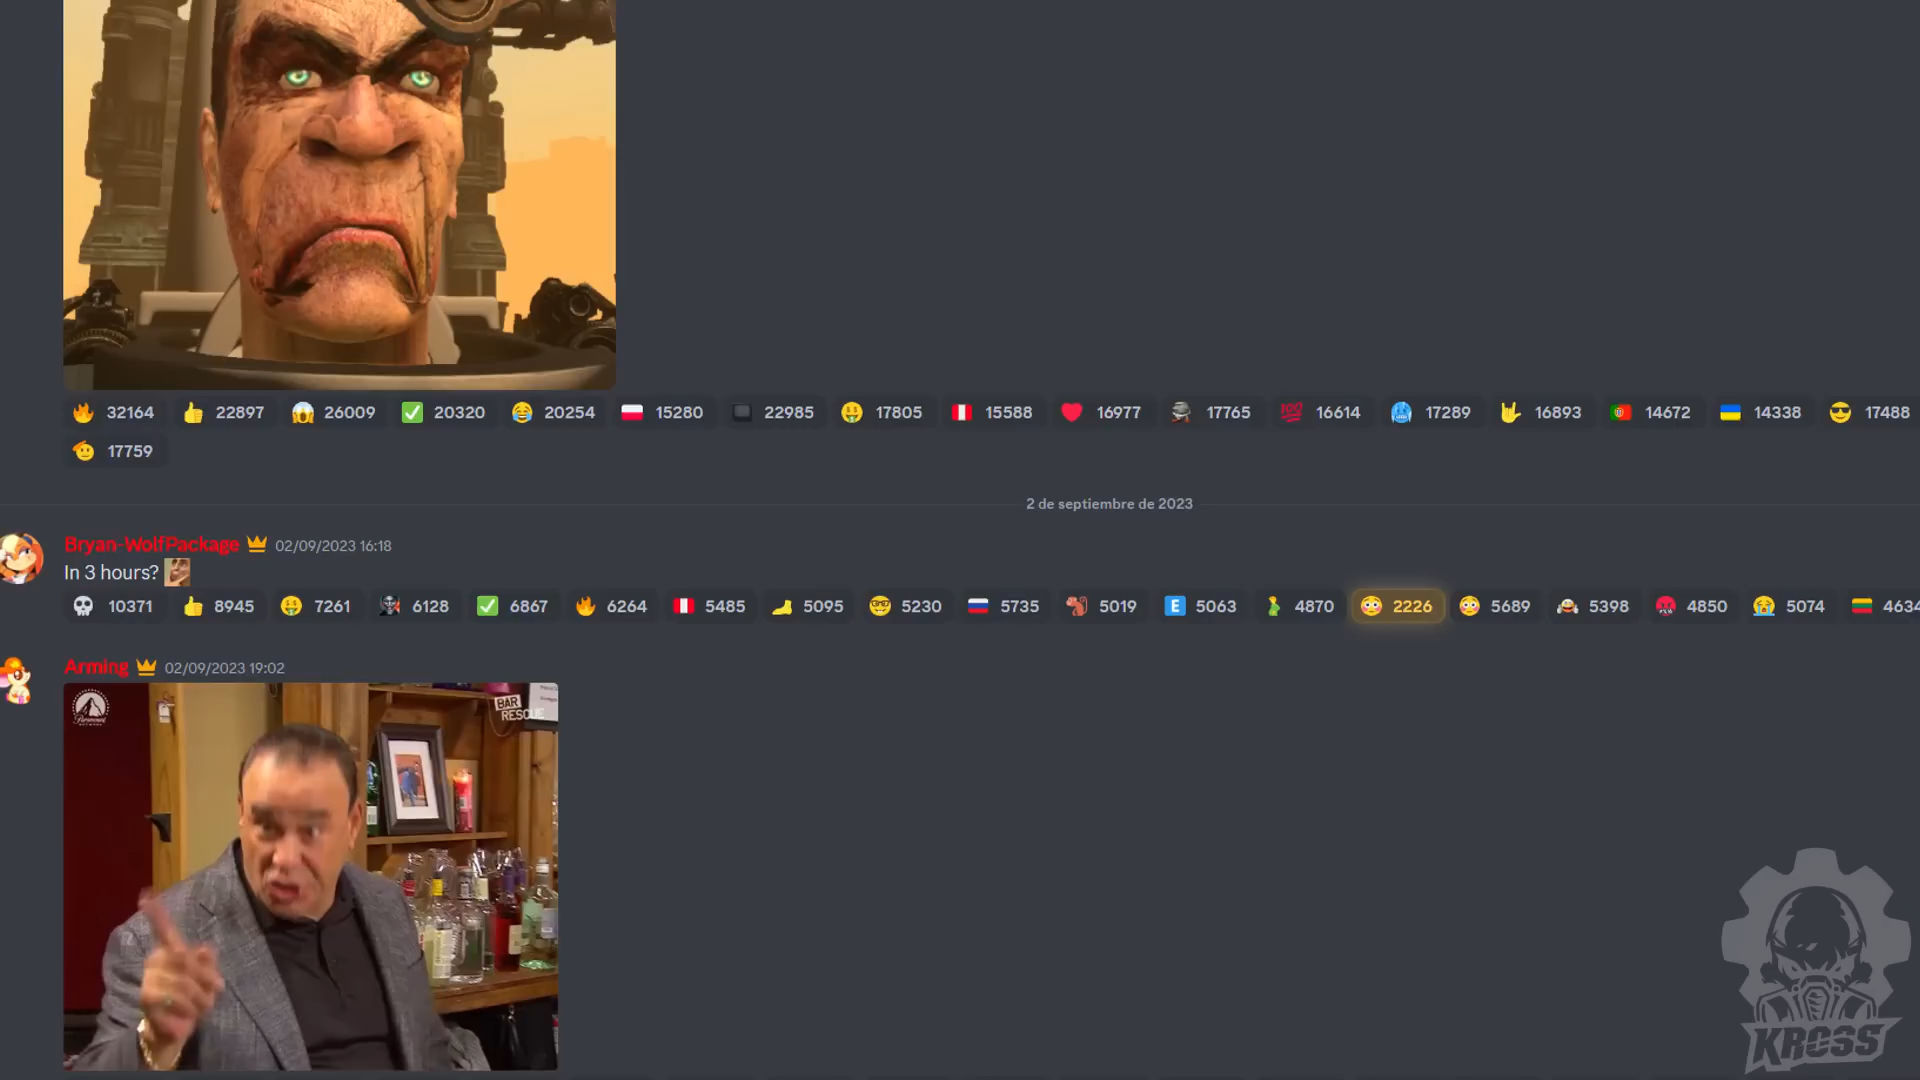 32164 22897 26009 20320 20254 15280 22985 17805 15588 16977 17765 16614 17289 16893 14672 14338 17488
17759
2 de septiembre de 2023
Bryan-WolfPackage 02/09/2023 16:18
In 3 hours?
10371 8945 7261 6128 6867 6264 5485 5095 5230 5735 5019 E 5063 4870 2226 5689 5398 4850 5074 4634
Arming 02/09/2023 19:02
Paramount
BAR
RESCUE
KROSS